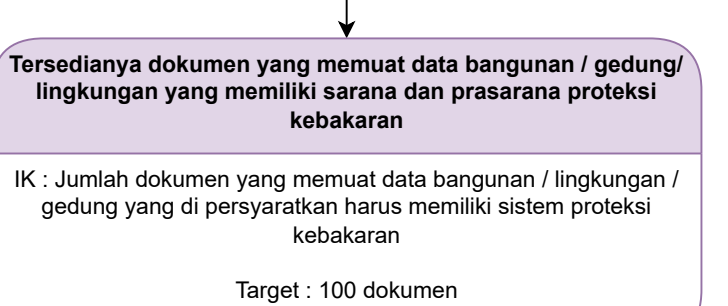 Tersedianya dokumen yang memuat data bangunan / gedung/
lingkungan yang memiliki sarana dan prasarana proteksi
kebakaran
IK : Jumlah dokumen yang memuat data bangunan / lingkungan /
gedung yang di persyaratkan harus memiliki sistem proteksi
kebakaran
Target : 100 dokumen